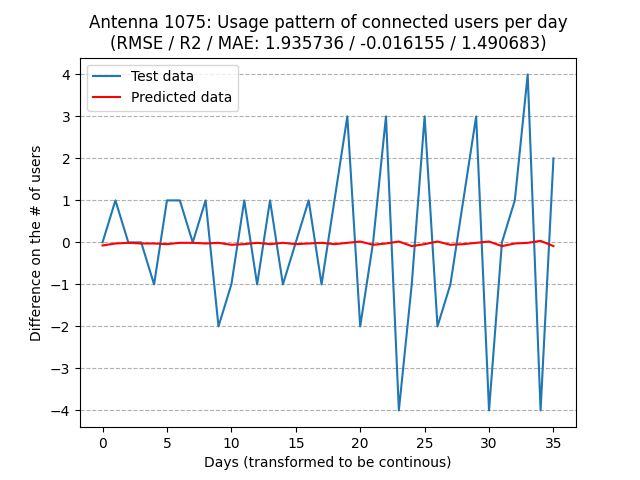 Antenna 1075: Usage pattern of connected users per day
(RMSE / R2 / MAE: 1.935736 / -0.016155 / 1.490683)
Test data
Predicted data
Difference on the # of users
4
3
2
1
0
−1
−2
−3
−4
0 5 10 15 20 25 30 35
Days (transformed to be continous)